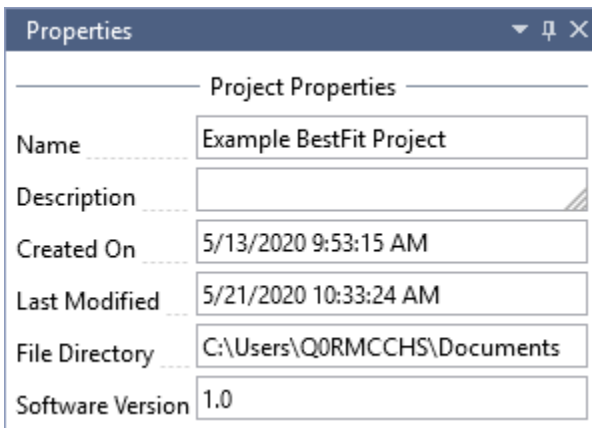 Properties
Project Properties
Name Example BestFit Project
Description
Created On 5/13/2020 9:53:15 AM
Last Modified 5/21/2020 10:33:24 AM
File Directory C:\Users\Q0RMCCHS\Documents
Software Version 1.0